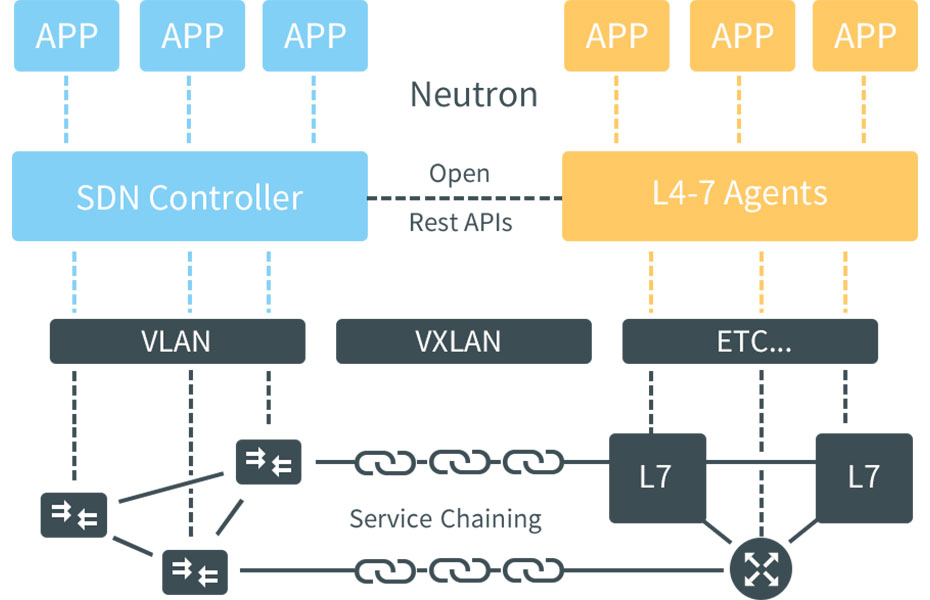 APP APP APP APP APP APP
Neutron
SDN Controller
Open
Rest APIs
L4-7 Agents
VLAN VXLAN ETC...
L7 L7
Service Chaining